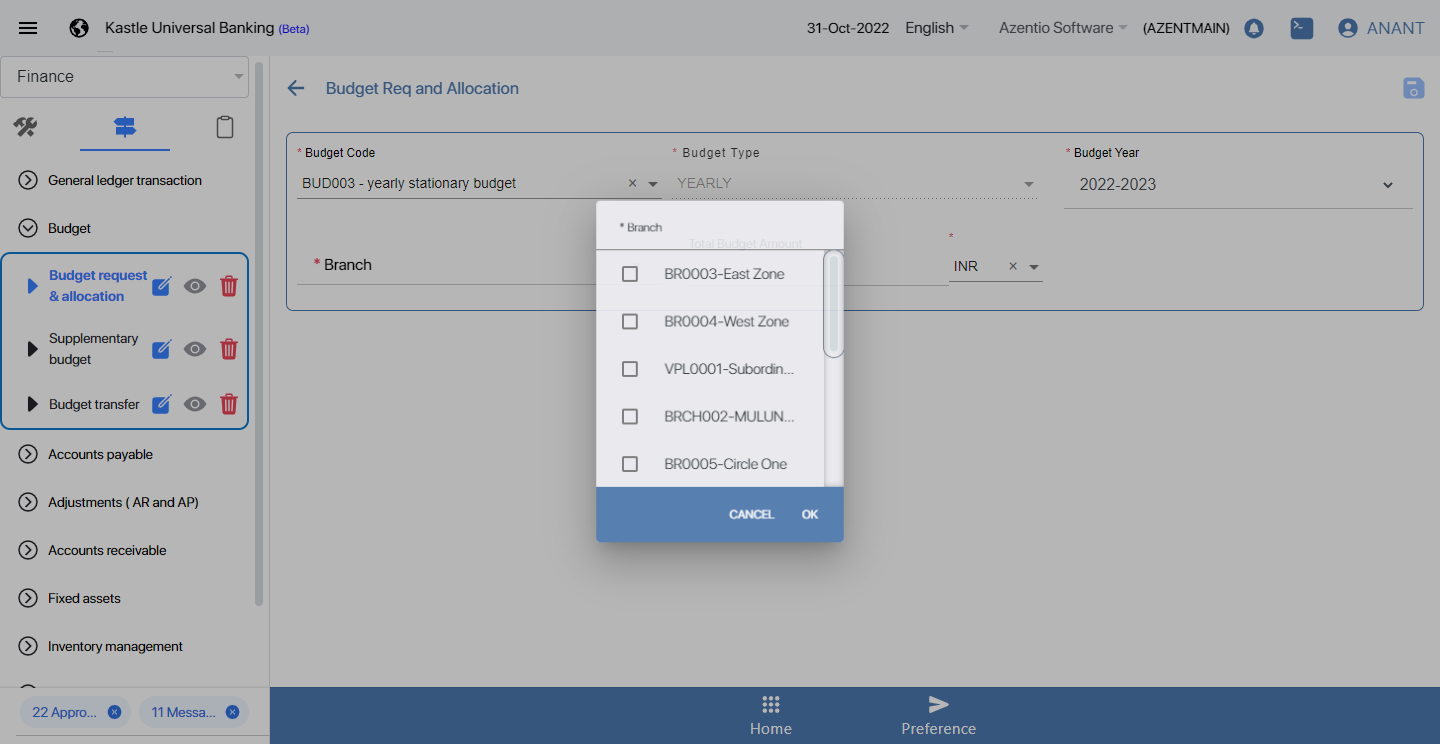 Kastle Universal Banking (Beta)
31-Oct-2022
English
Azentio Software
(AZENTMAIN)
ANANT
Finance
General ledger transaction
Budget
Budget request
& allocation
Supplementary
budget
Budget transfer
Accounts payable
Adjustments ( AR and AP)
Accounts receivable
Fixed assets
Inventory management
22 Appro...
11 Messa...
Budget Req and Allocation
* Budget Code
* Budget Type
* Budget Year
BUD003 - yearly stationary budget
YEARLY
2022-2023
* Branch
Total Budget Amount
*
INR
* Branch
BR0003-East Zone
BR0004-West Zone
VPL0001-Subordin...
BRCH002-MULUN...
BR0005-Circle One
CANCEL
OK
Home
Preference